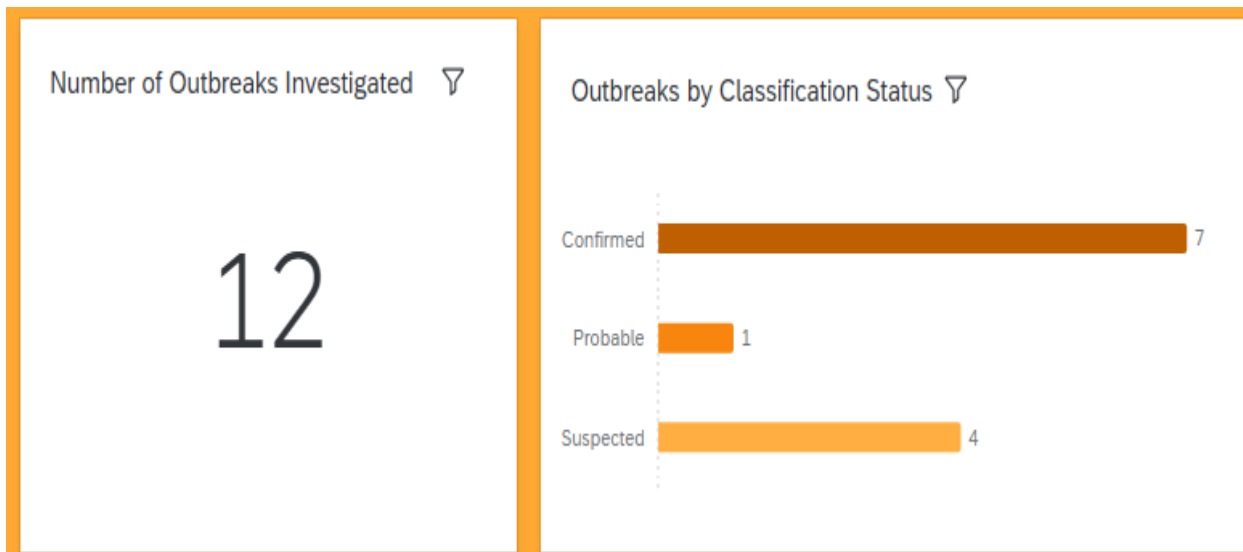 Number of Outbreaks Investigated
12
Outbreaks by Classification Status
Confirmed 7
Probable 1
Suspected 4